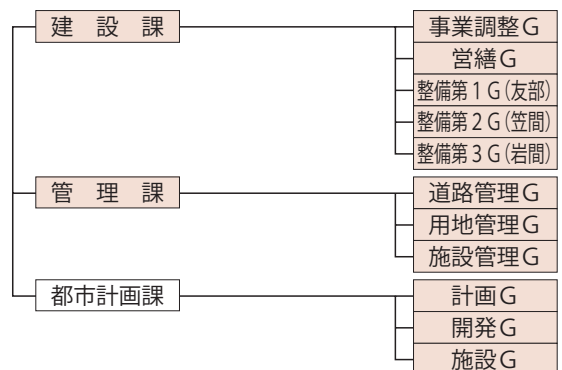 建設課
事業調整G
営繕G
整備第1G(友部)
整備第2G(笠間)
整備第3G(岩間)
管理課
道路管理G
用地管理G
施設管理G
都市計画課
計画G
開発G
施設G